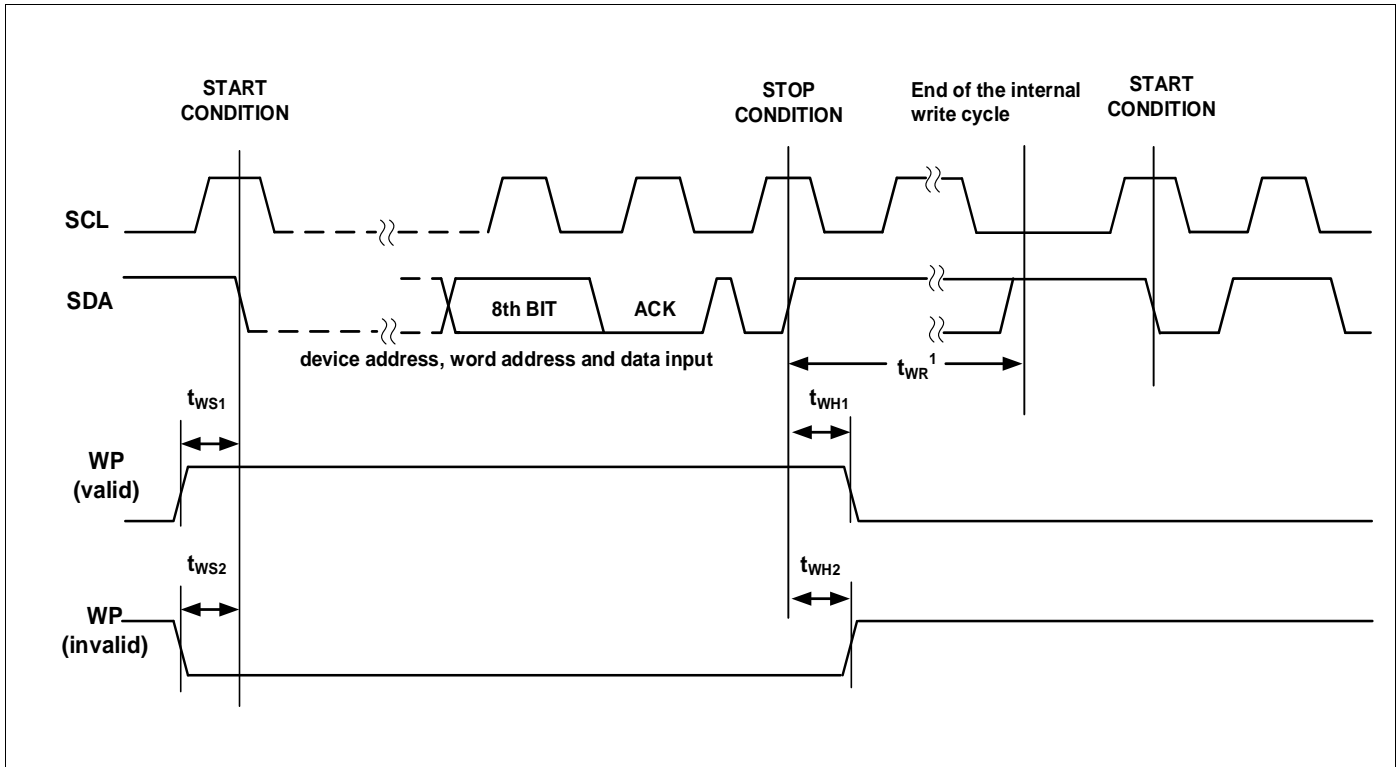 START
CONDITION
STOP
CONDITION
End of the internal
write cycle
START
CONDITION
SCL
SDA
8th BIT
ACK
device address, word address and data input
tWR1
tWS1
tWH1
WP
(valid)
tWS2
tWH2
WP
(invalid)